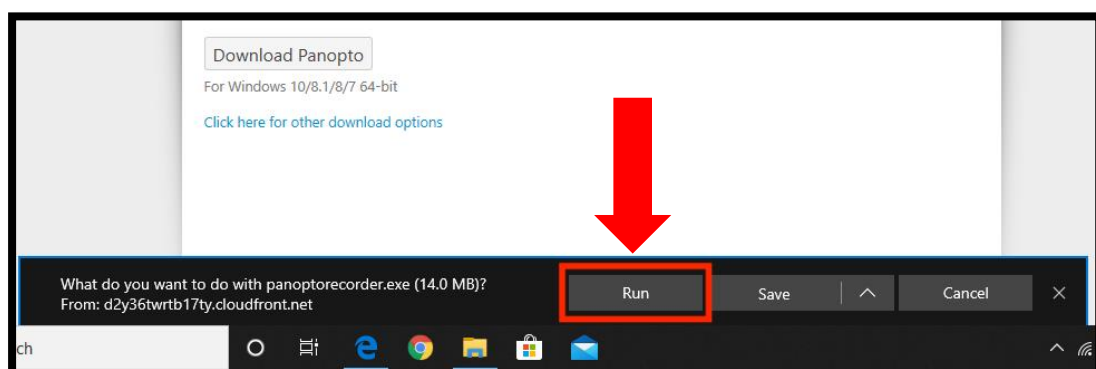 Download Panopto
For Windows 10/8.1/8/7 64-bit
Click here for other download options
What do you want to do with panoptorecorder.exe (14.0 MB)?
From: d2y36twrtb17ty.cloudfront.net
Run
Save
Cancel
ch